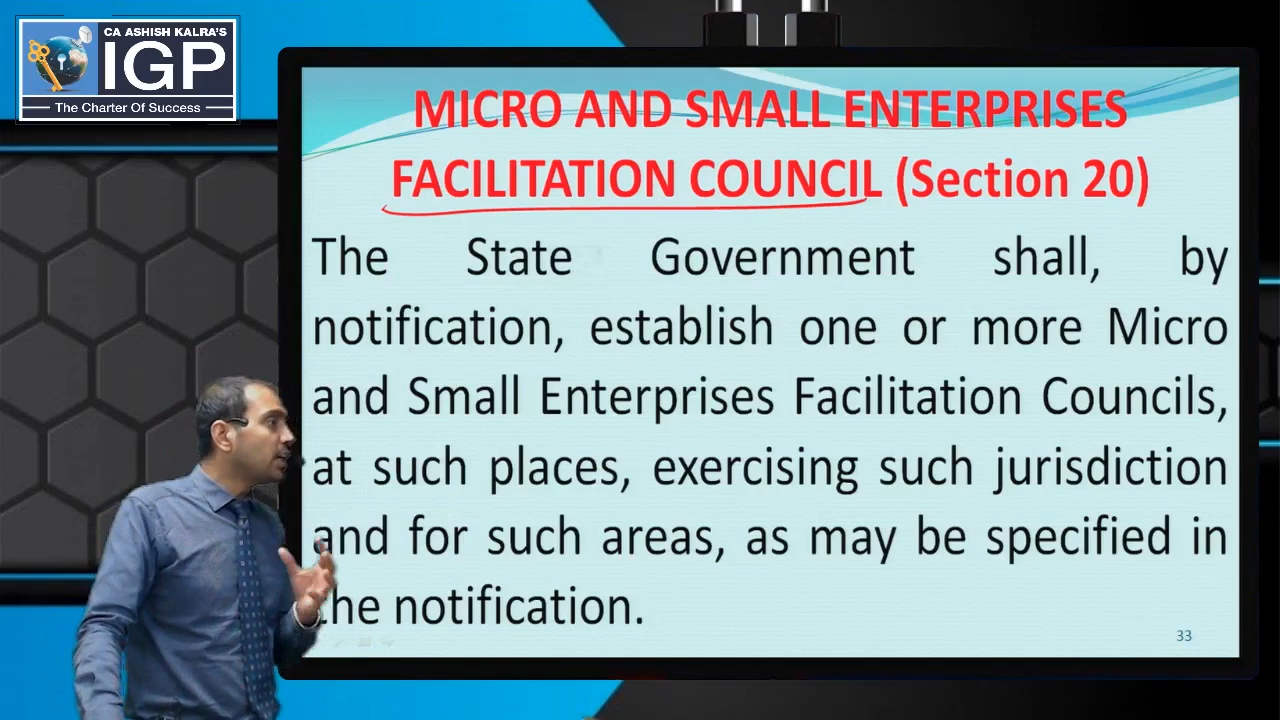 CA ASHISH KALRA'S
IGP
The Charter Of Success
MICRO AND SMALL ENTERPRISES
FACILITATION COUNCIL (Section 20)
The State Government shall, by
notification, establish one or more Micro
and Small Enterprises Facilitation Councils,
at such places, exercising such jurisdiction
and for such areas, as may be specified in
the notification.
33